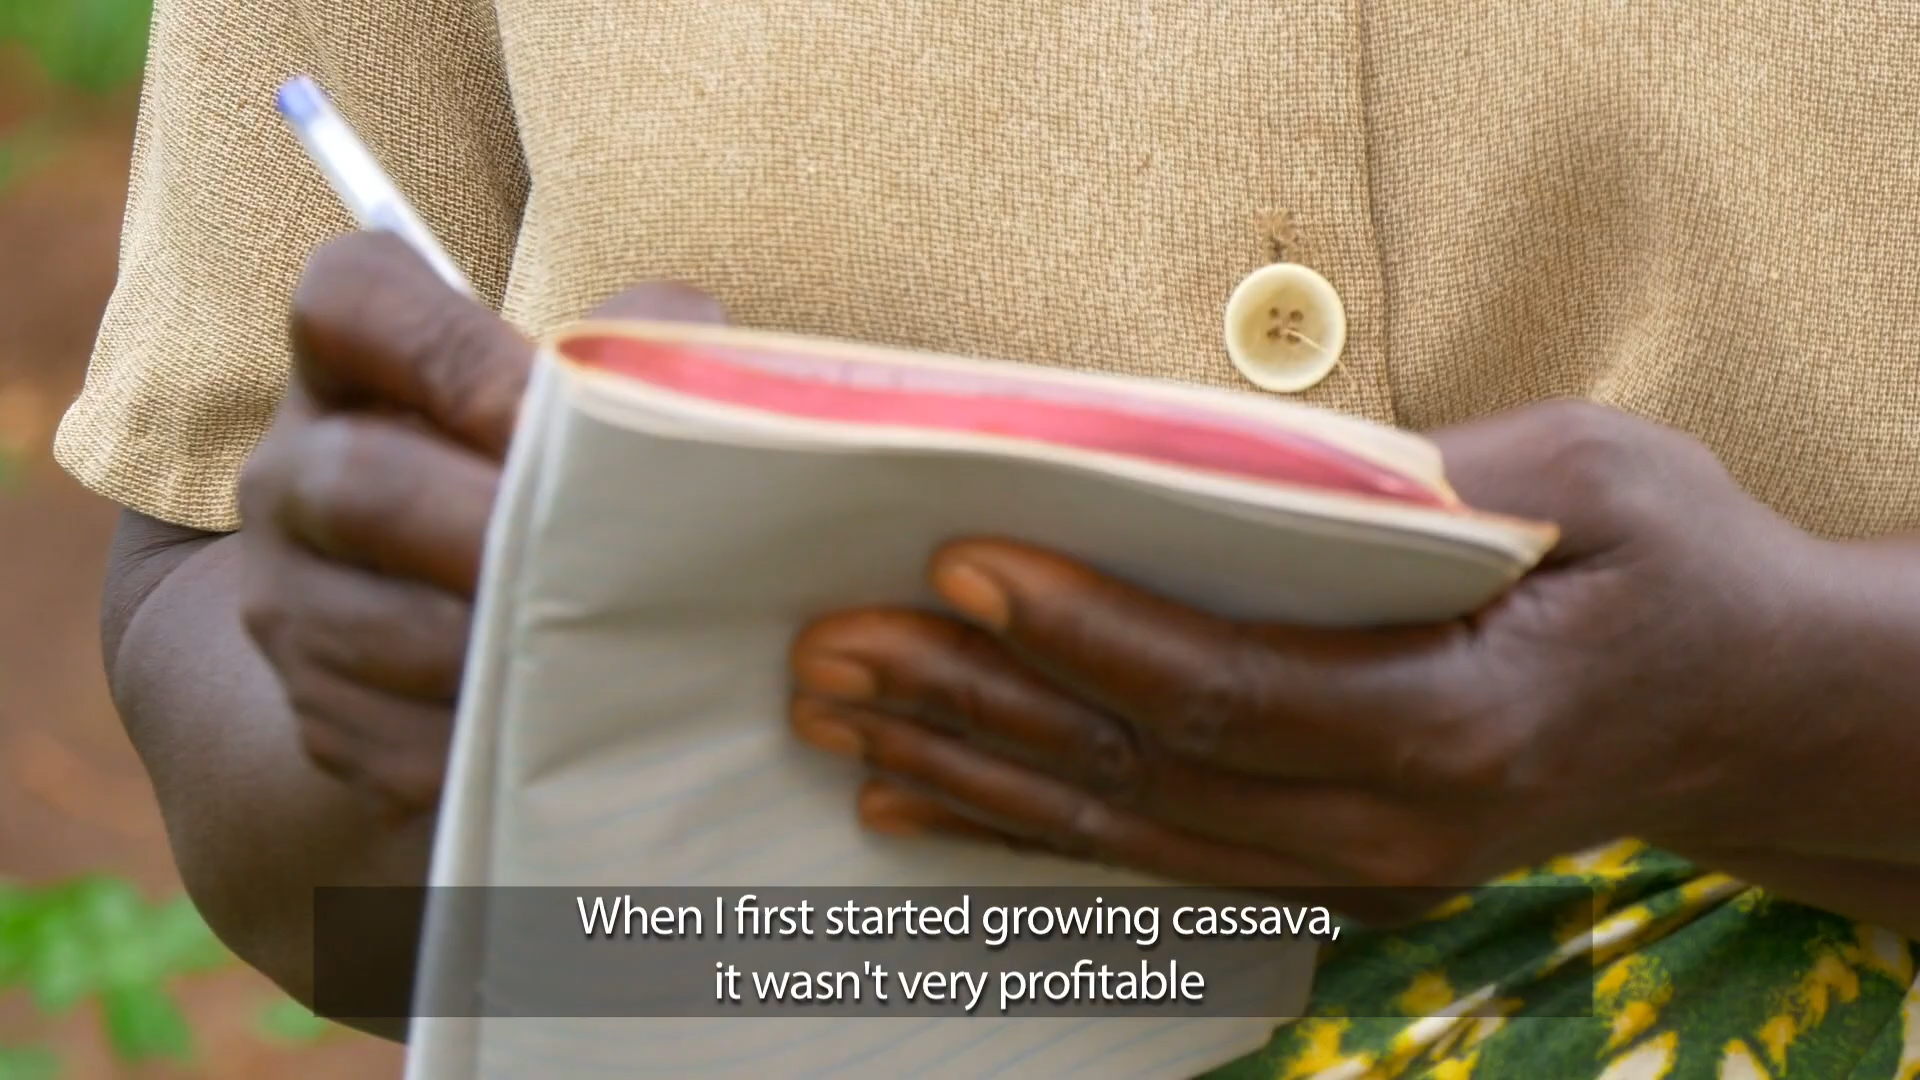 When I first started growing cassava,
it wasn't very profitable